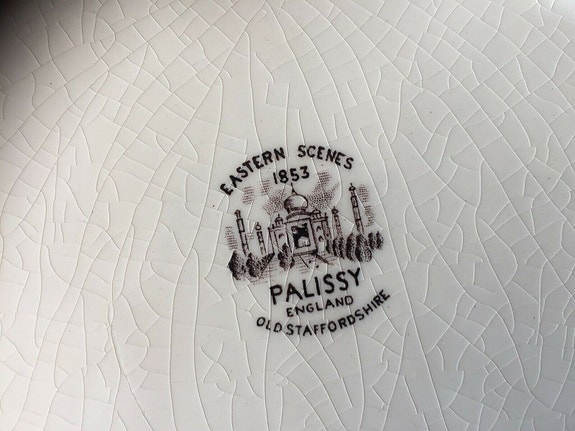 EASTERN SCENES
1853
PALISSY
ENGLAND
OLD STAFFORDSHIRE